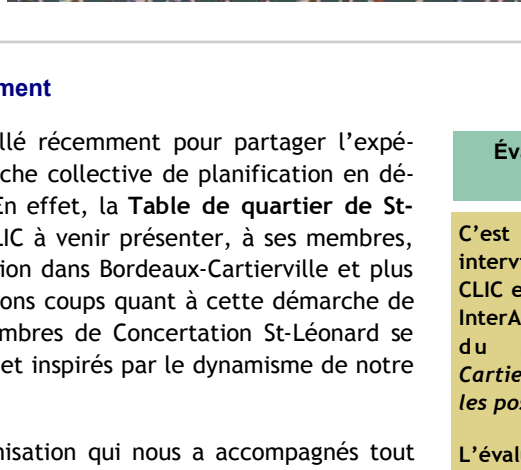 ment
llé récemment pour partager l’expé-
che collective de planification en dé-
En effet, la Table de quartier de St-
LIC à venir présenter, à ses membres,
ion dans Bordeaux-Cartierville et plus
ons coups quant à cette démarche de
mbres de Concertation St-Léonard se
et inspirés par le dynamisme de notre
nisation qui nous a accompagnés tout
Év
C’est
interv
CLIC e
InterA
du
Cartie
les pos
L’éval